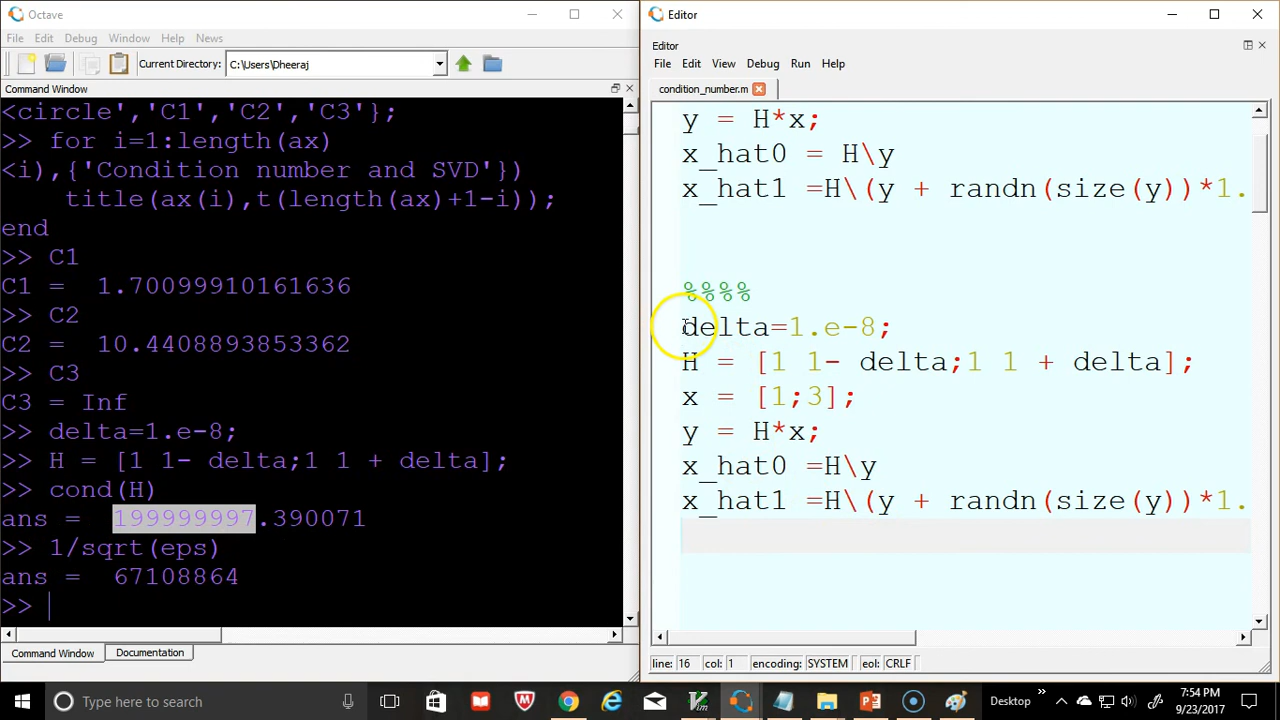 Octave
File Edit Debug Window Help News
Current Directory: C:\Users\Dheeraj
Command Window
<circle','C1','C2','C3'};
>> for i=1:length(ax)
<i),{'Condition number and SVD'})
title(ax(i),t(length(ax)+1-i));
end
>> C1
C1 = 1.70099910161636
>> C2
C2 = 10.4408893853362
>> C3
C3 = Inf
>> delta=1.e-8;
>> H = [1 1- delta;1 1 + delta];
>> cond(H)
ans = 199999997.390071
>> 1/sqrt(eps)
ans = 67108864
>>
Command Window Documentation
Editor
Editor
File Edit View Debug Run Help
condition_number.m
y = H*x;
x_hat0 = H\y
x_hat1 =H\(y + randn(size(y))*1.
%%%%
delta=1.e-8;
H = [1 1- delta;1 1 + delta];
x = [1;3];
y = H*x;
x_hat0 =H\y
x_hat1 =H\(y + randn(size(y))*1.
line: 16 col: 1 encoding: SYSTEM eol: CRLF
Type here to search
Desktop
7:54 PM
9/23/2017